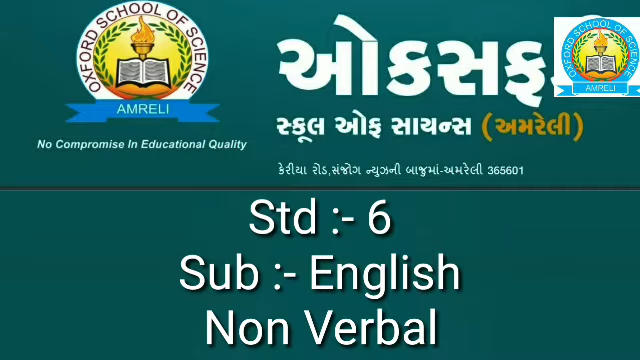 OXFORD SCHOOL OF SCIENCE
AMRELI
No Compromise In Educational Quality
સ્કૂલ ઓફ સાયન્સ (અમરેલી)
કેરીયા રોડ,સંજોગ ન્યુઝની બાજુમાં-અમરેલી 365601
OXFORD SCHOOL OF SCIENCE
AMRELI
Std :- 6
Sub :- English
Non Verbal